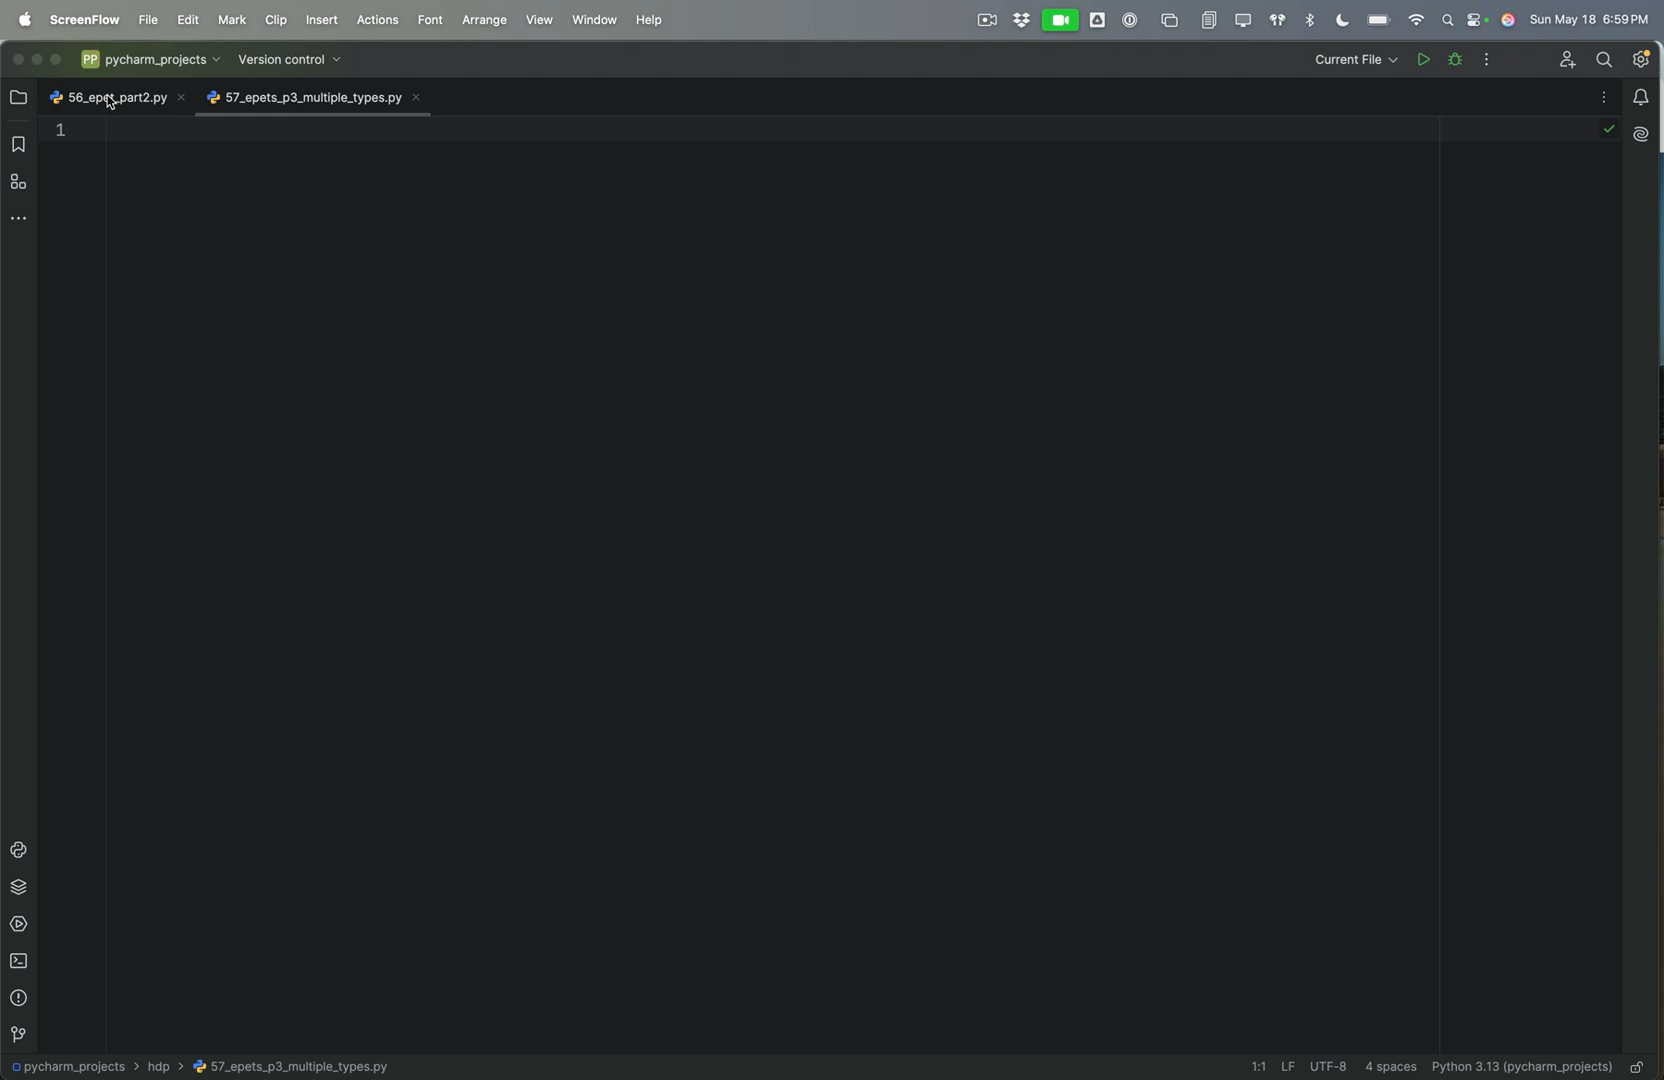 ScreenFlow File Edit Mark Clip Insert Actions Font Arrange View Window Help Sun May 18 6:59 PM
PP pycharm_projects Version control Current File
56_epet_part2.py 57_epets_p3_multiple_types.py
1
pycharm_projects > hdp > 57_epets_p3_multiple_types.py 1:1 LF UTF-8 4 spaces Python 3.13 (pycharm_projects)